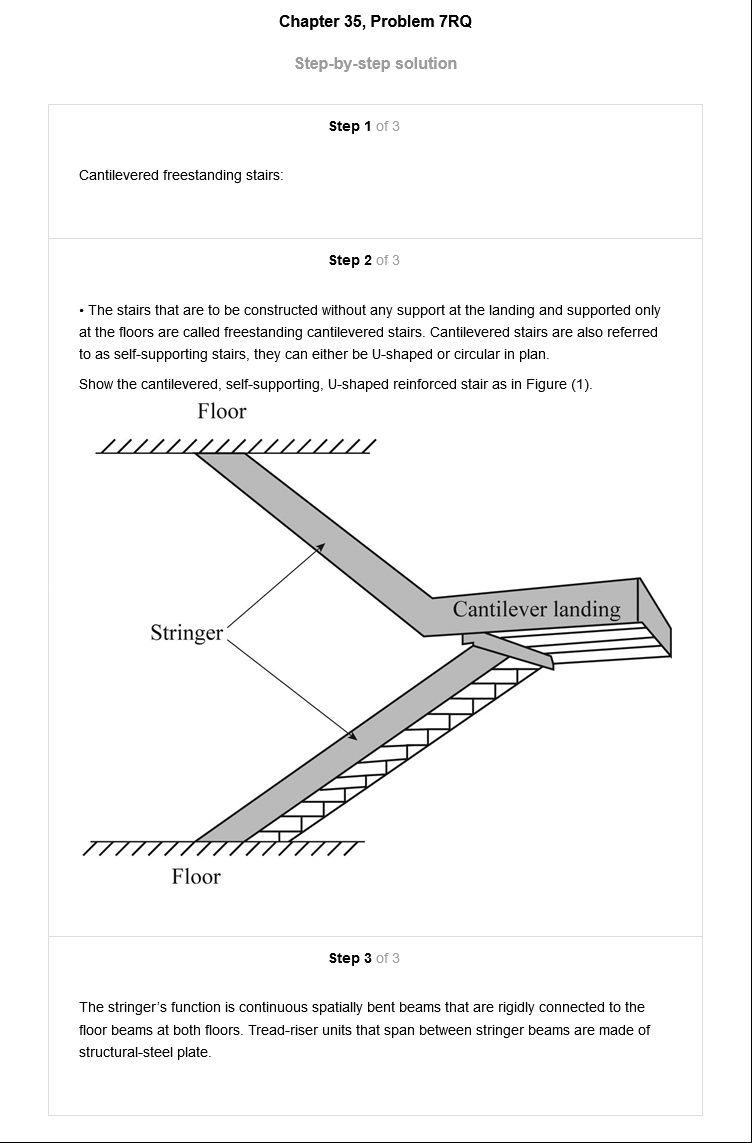 Chapter 35, Problem 7RQ
Step-by-step solution
Step 1 of 3
Cantilevered freestanding stairs:
Step 2 of 3
• The stairs that are to be constructed without any support at the landing and supported only
at the floors are called freestanding cantilevered stairs. Cantilevered stairs are also referred
to as self-supporting stairs, they can either be U-shaped or circular in plan.
Show the cantilevered, self-supporting, U-shaped reinforced stair as in Figure (1).
Floor
Cantilever landing
Stringer
Floor
Step 3 of 3
The stringer's function is continuous spatially bent beams that are rigidly connected to the
floor beams at both floors. Tread-riser units that span between stringer beams are made of
structural-steel plate.